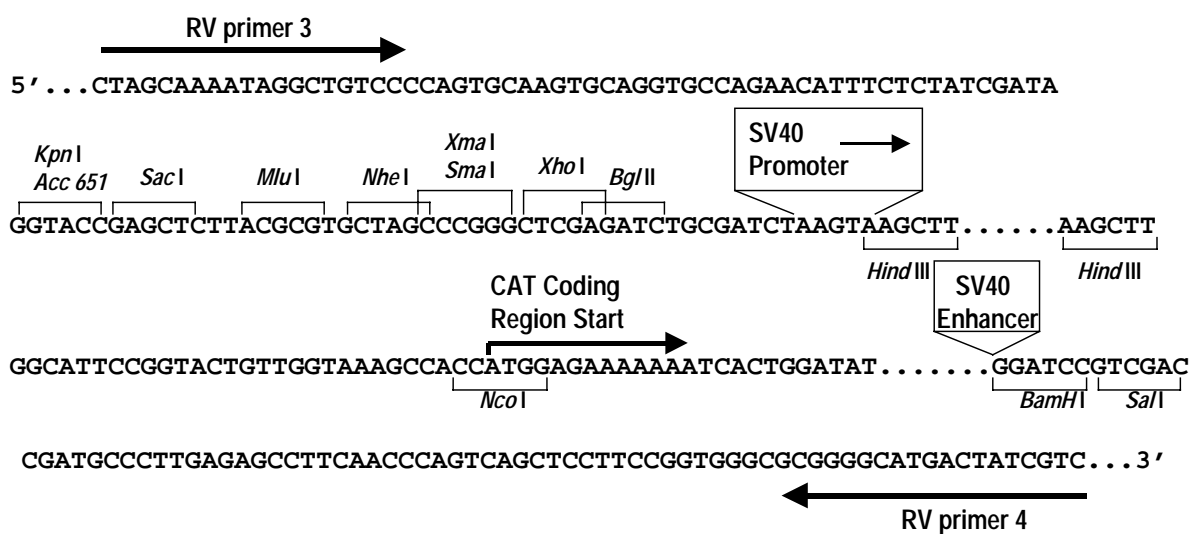 RV primer 3
5'...CTAGCAAAATAGGCTGTCCCCAGTGCAAGTGCAGGTGCCAGAACATTTCTCTATCGATA
SV40
Promoter
Kpn I
Acc 651
Sac I
Mlu I
Nhe I
Xma I
Sma I
Xho I
Bgl II
GGTACCGAGCTCTTACGCGTGCTAGCCCGGGCTCGAGATCTGCGATCTAAGTAAGCTT......AAGCTT
Hind III
Hind III
CAT Coding
Region Start
SV40
Enhancer
GGCATTCCGGTACTGTTGGTAAAGCCACCATGGAGAAAAAAATCACTGGATAT.......GGATCCGTCGAC
Nco I
BamH I
Sal I
CGATGCCCTTGAGAGCCTTCAACCCAGTCAGCTCCTTCCGGTGGGCGCGGGGCATGACTATCGTC...3'
RV primer 4